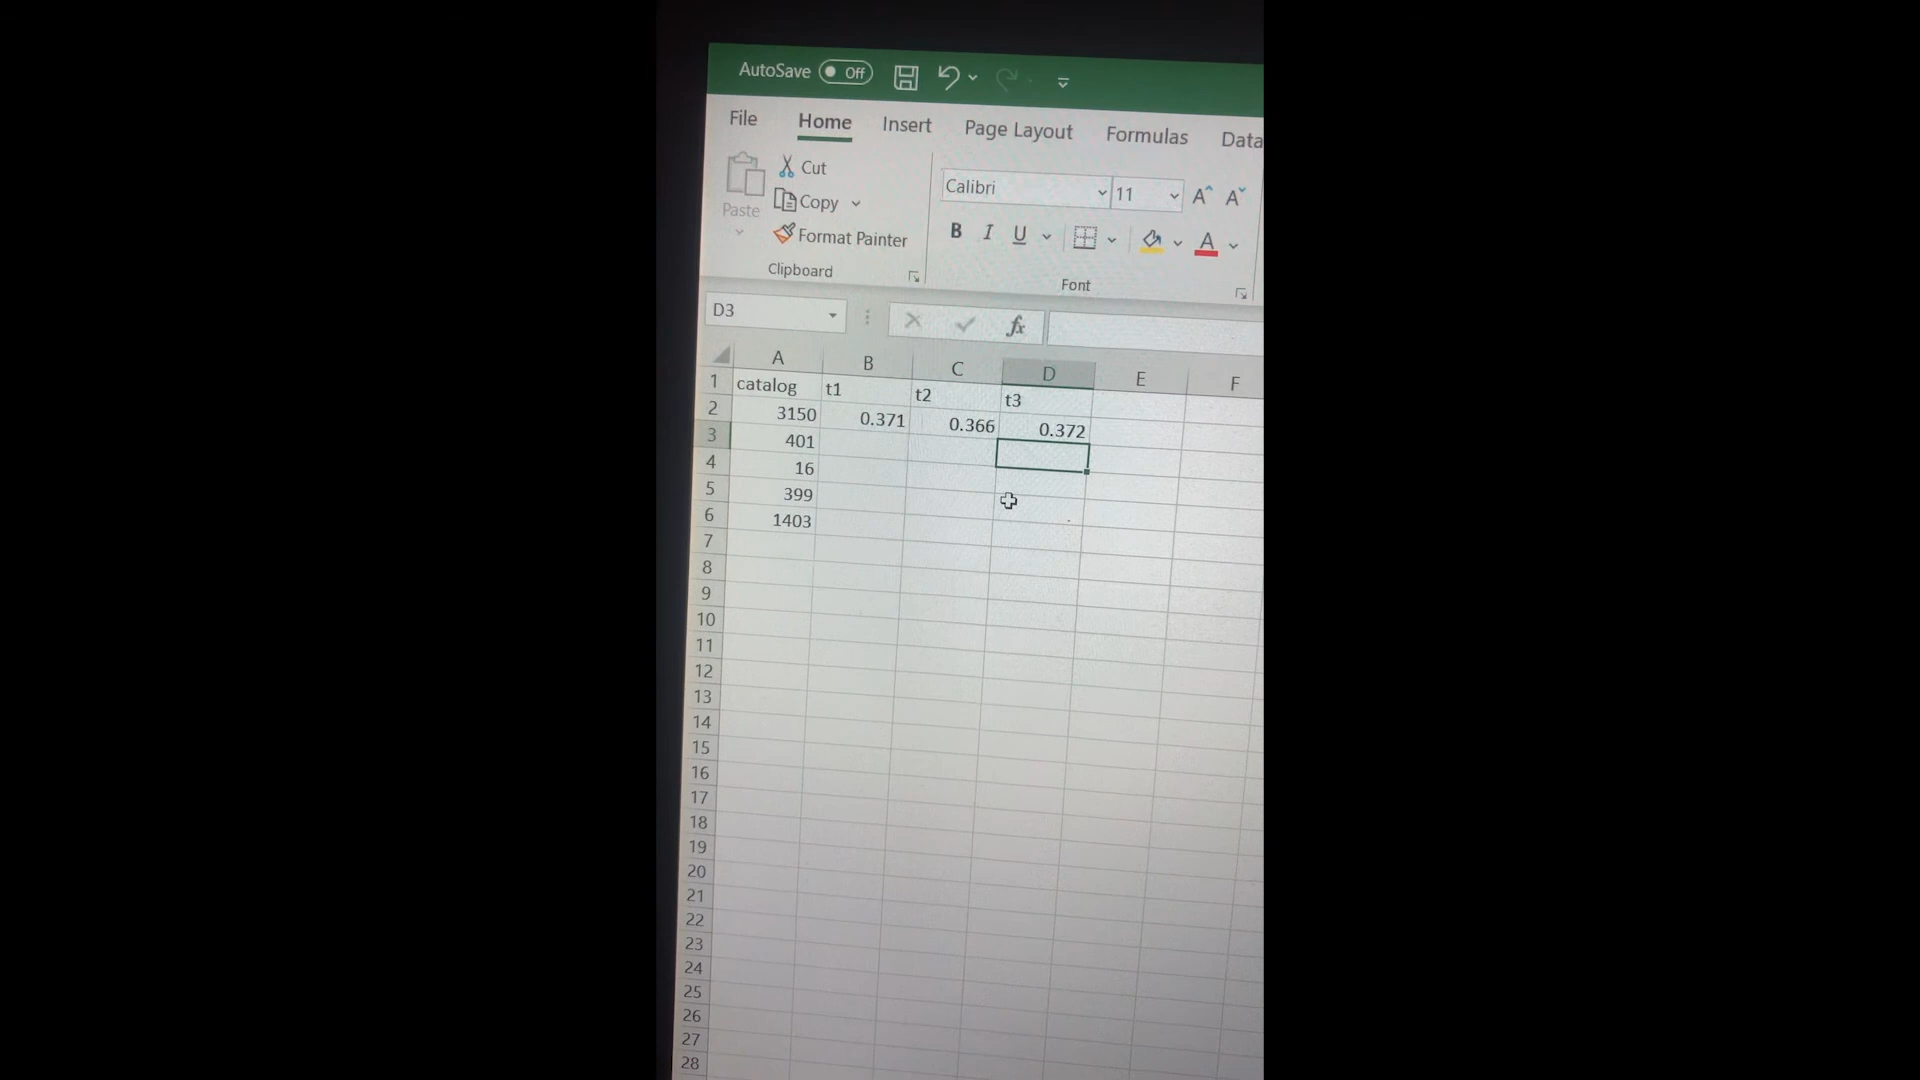 AutoSave Off
File Home Insert Page Layout Formulas Data
Paste
Cut
Copy
Format Painter
Clipboard
Calibri 11
A A
B I U A
Font
D3 fx
A B C D E F
1 catalog t1 t2 t3
2 3150 0.371 0.366 0.372
3 401
4 16
5 399
6 1403
7
8
9
10
11
12
13
14
15
16
17
18
19
20
21
22
23
24
25
26
27
28